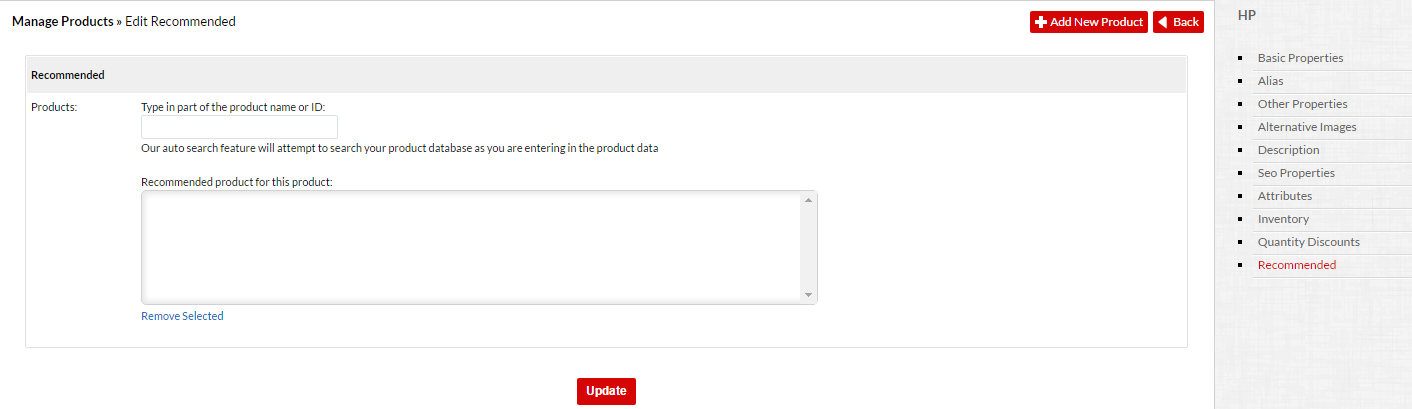 Manage Products » Edit Recommended
Add New Product
Back
Recommended
Products:
Type in part of the product name or ID:
Our auto search feature will attempt to search your product database as you are entering in the product data
Recommended product for this product:
Remove Selected
Update
HP
Basic Properties
Alias
Other Properties
Alternative Images
Description
Seo Properties
Attributes
Inventory
Quantity Discounts
Recommended